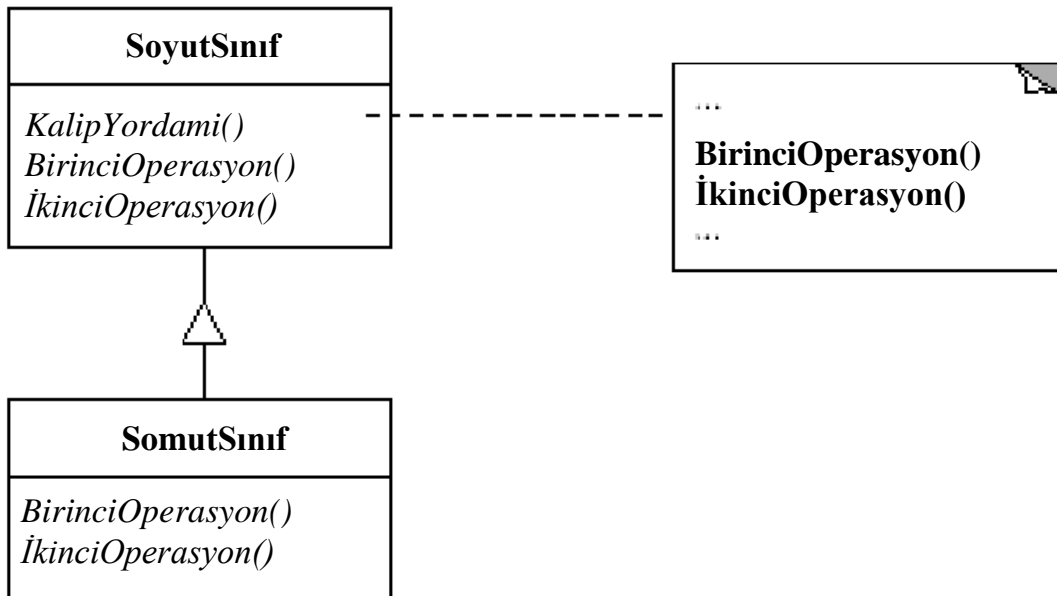 SoyutSınıf
KalipYordami()
BirinciOperasyon()
İkinciOperasyon()
...
BirinciOperasyon()
İkinciOperasyon()
...
SomutSınıf
BirinciOperasyon()
İkinciOperasyon()